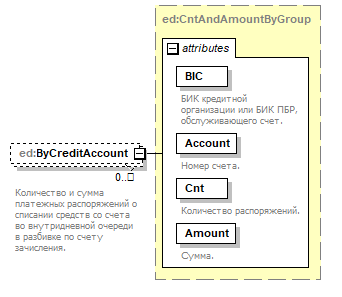 ed:CntAndAmountByGroup
attributes
BIC
БИК кредитной
организации или БИК ПБР,
обслуживающего счет.
Account
Номер счета.
Cnt
Количество распоряжений.
Amount
Сумма.
ed:ByCreditAccount
0..
Количество и сумма
платежных распоряжений о
списании средств со счета
во внутридневной очереди
в разбивке по счету
зачисления.